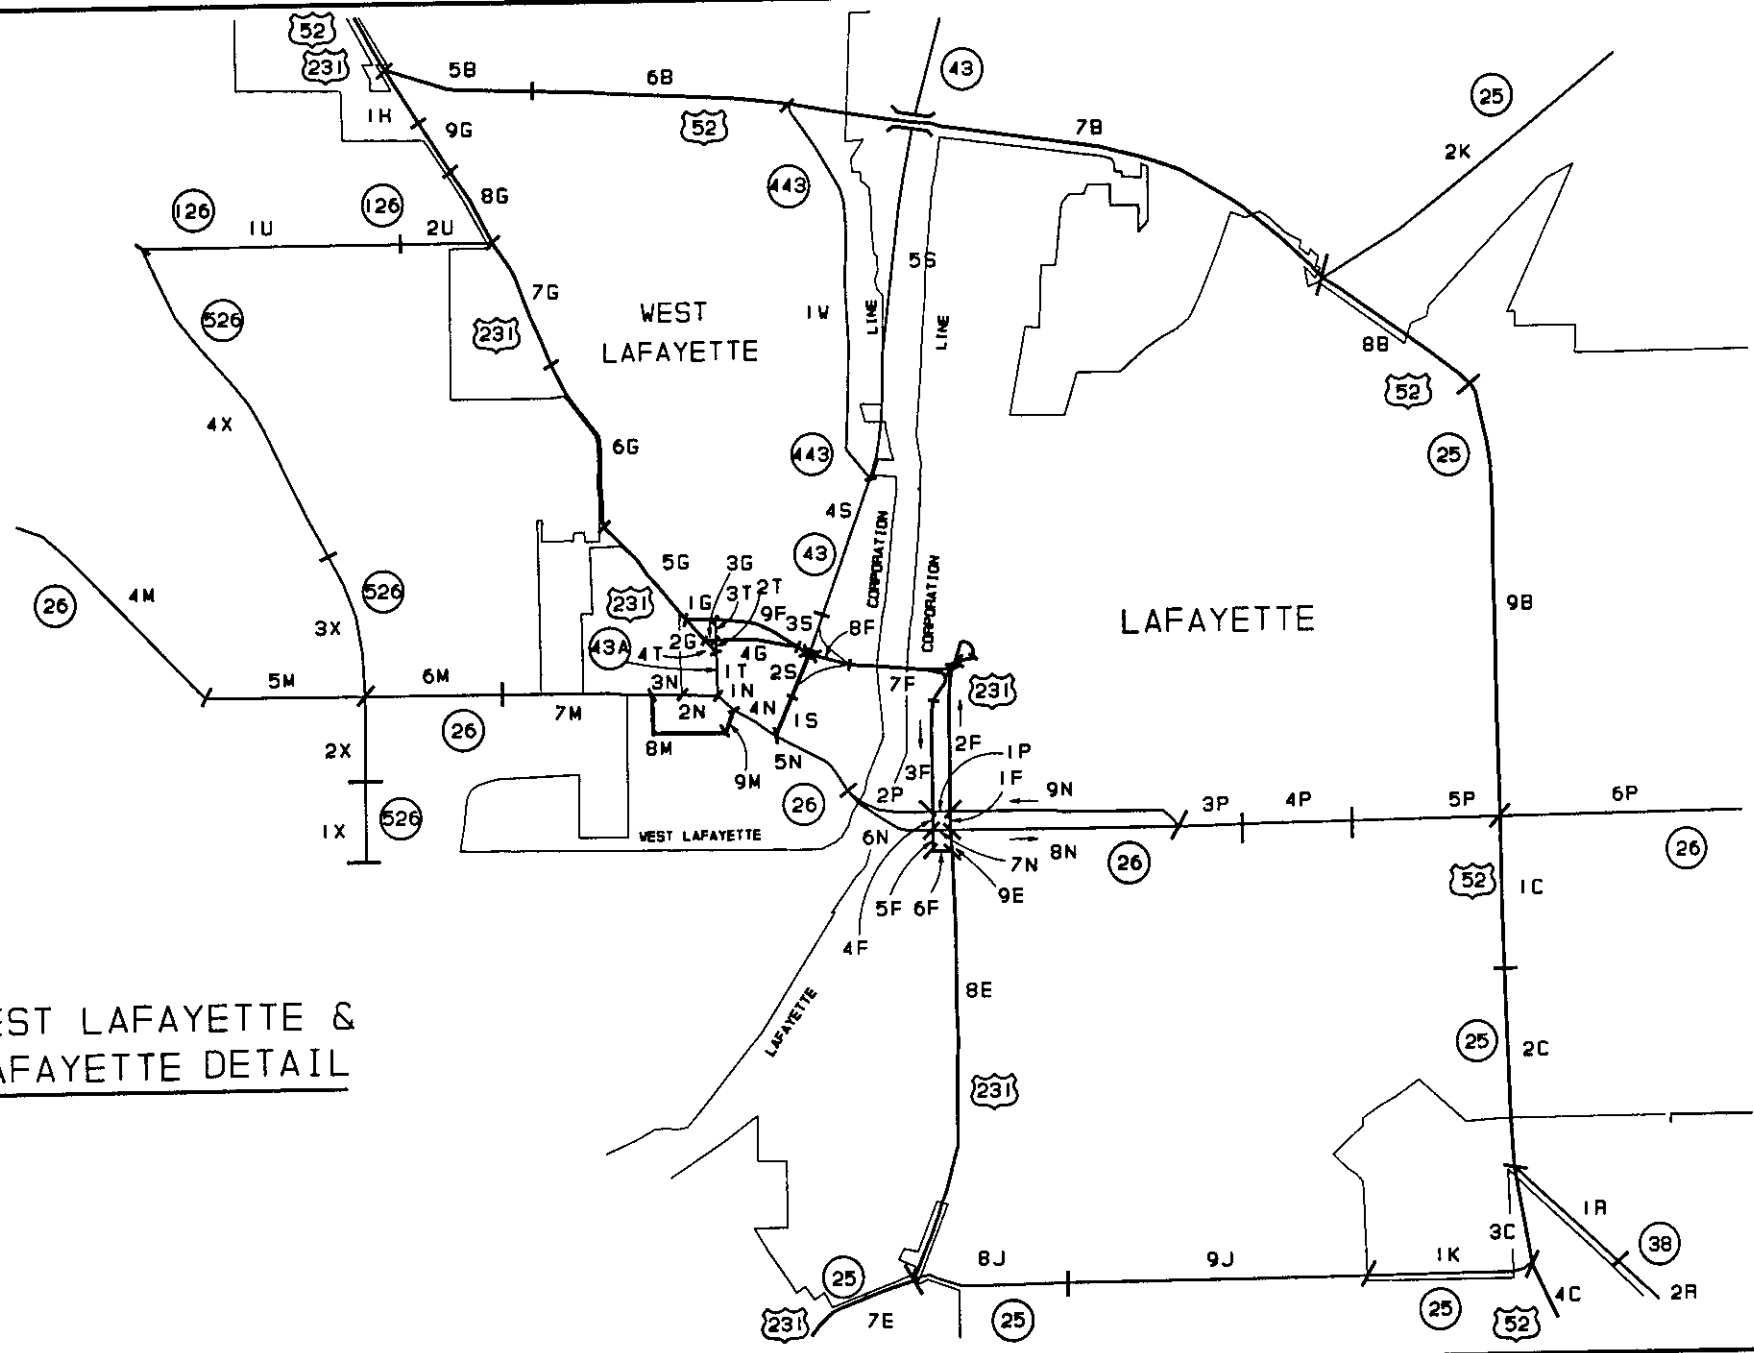 52
231
43
5B
6B
25
1H
9G
52
7B
2K
443
126
126
8G
1U
2U
5S
7G
526
231
WEST
LAFAYETTE
1W
LINE
LINE
8B
52
4X
6G
443
25
4S
43
CORPORATION
CORPORATION
5G
3G
3T
2T
4M
26
526
231
1G
9F
3S
8F
9B
LAFAYETTE
3X
2G
43A
4T
4G
1T
2S
7F
5M
6M
3N
1N
231
7M
2N
4N
1S
26
2X
8M
9M
5N
2F
1P
3F
1F
2P
9N
26
3P
4P
5P
6P
526
1X
WEST LAFAYETTE
6N
7N
8N
26
26
52
1C
5F
6F
9E
4F
8E
EST LAFAYETTE &
AFAYETTE DETAIL
LAFAYETTE
25
2C
231
1R
3C
38
8J
9J
1K
25
2R
4C
231
7E
25
25
52